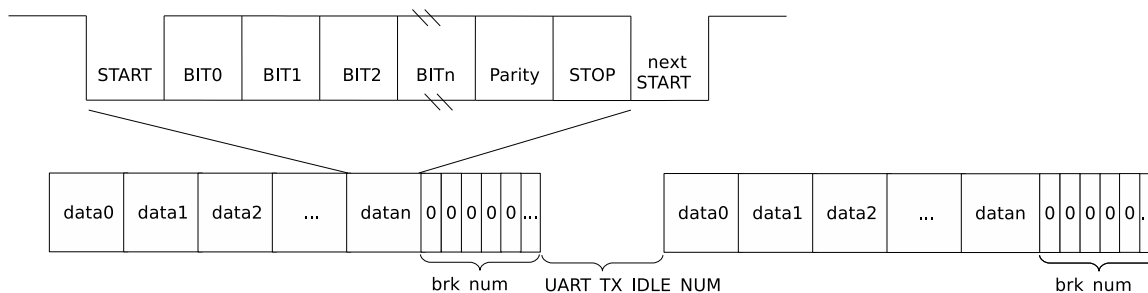 START BIT0 BIT1 BIT2 BITn Parity STOP next START
data0 data1 data2 ... datan 0 0 0 0 0 ... data0 data1 data2 ... datan 0 0 0 0 0 ..
brk num UART TX IDLE NUM brk num